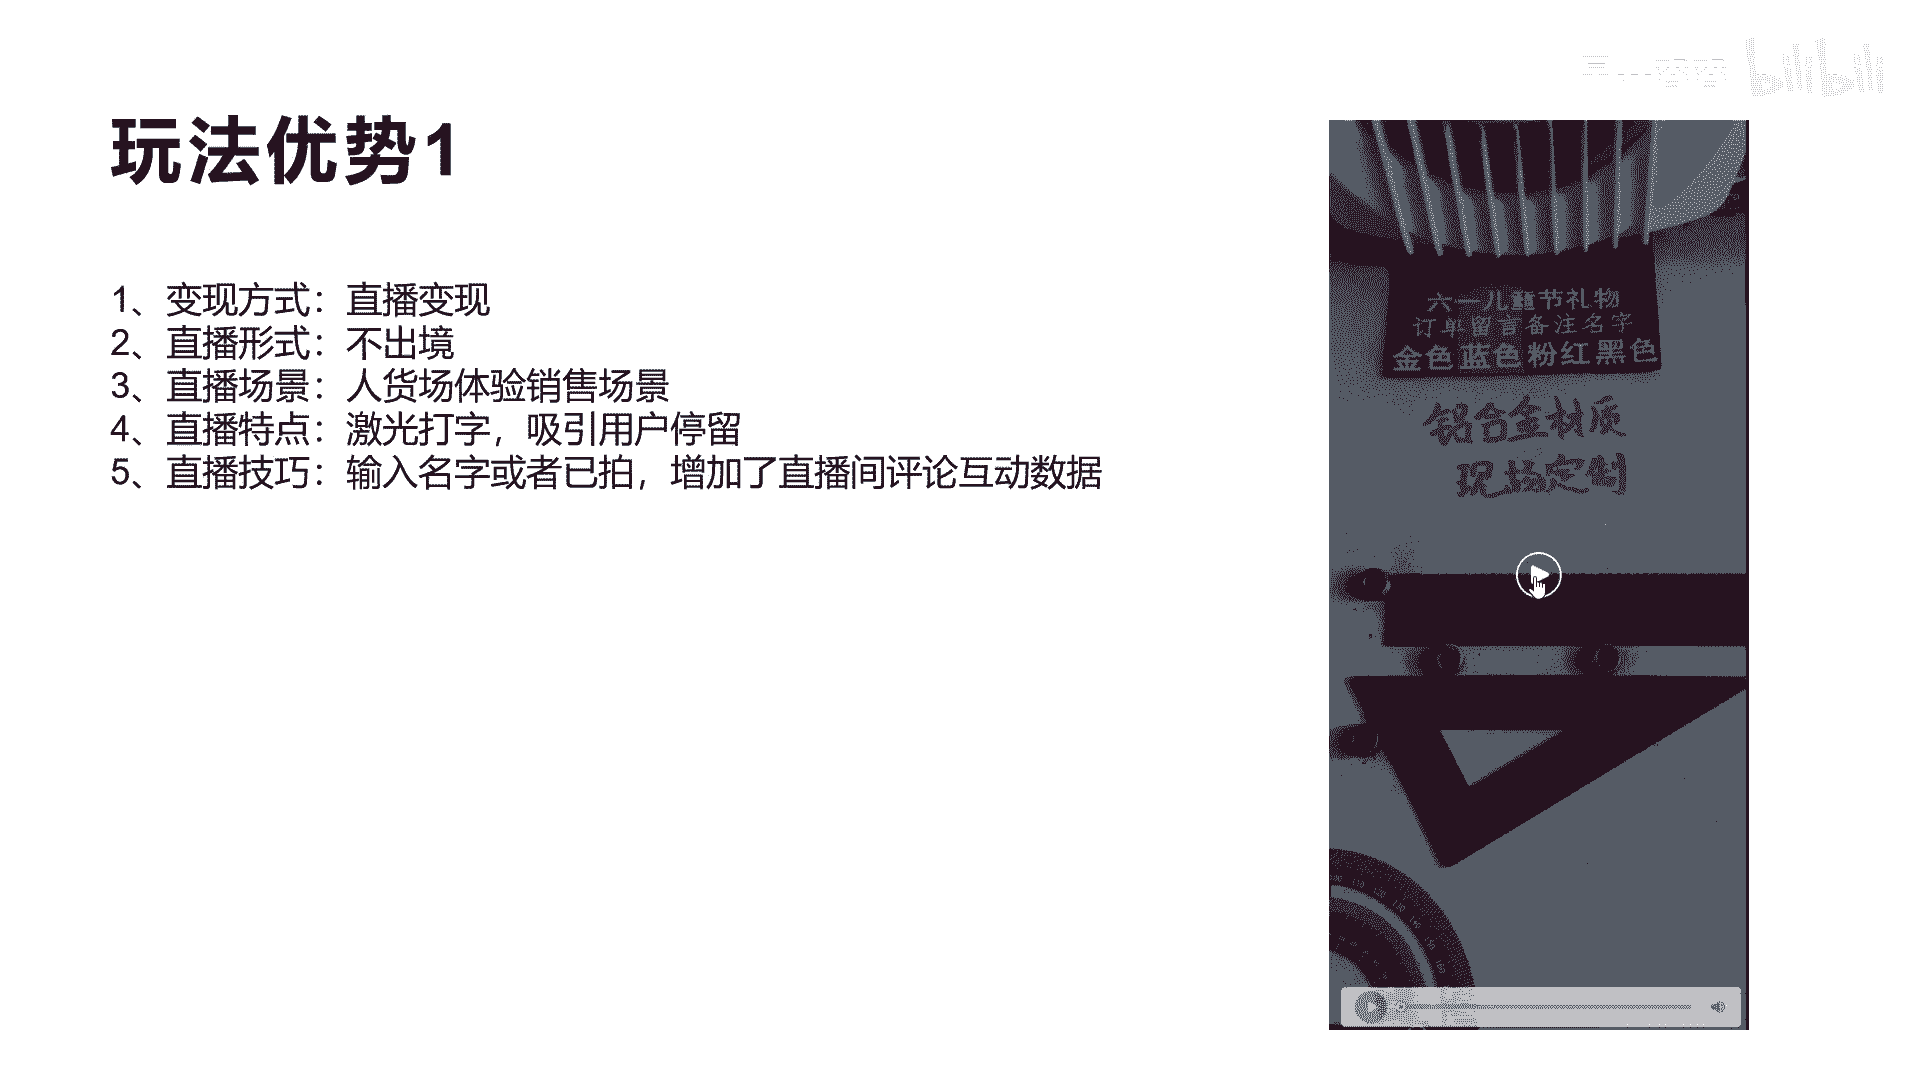 bilibili
玩法优势1
1、变现方式：直播变现
2、直播形式：不出境
3、直播场景：人货场体验销售场景
4、直播特点：激光打字，吸引用户停留
5、直播技巧：输入名字或者已拍，增加了直播间评论互动数据
六一儿童节礼物
订单留言备注名字
金色蓝色粉红黑色
铝合金材质
现场定制